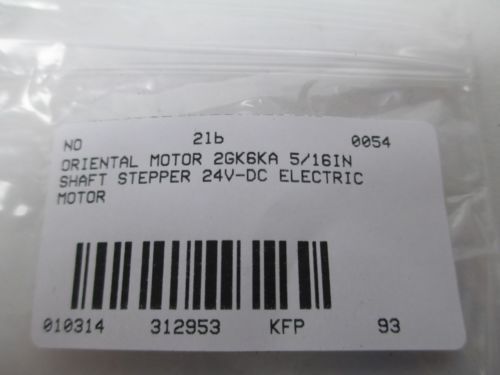 NO 21b 0054
ORIENTAL MOTOR 2GK6KA 5/16IN
SHAFT STEPPER 24V-DC ELECTRIC
MOTOR
010314 312953 KFP 93